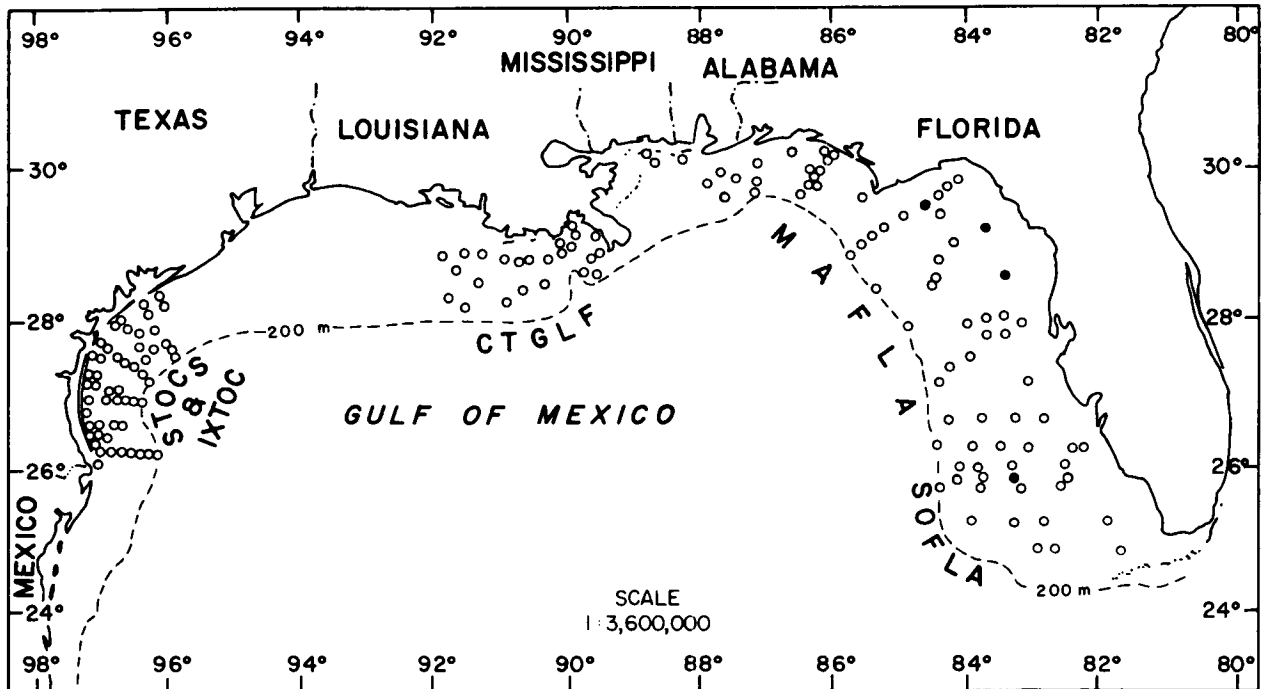 98° 96° 94° 92° 90° 88° 86° 84° 82° 80°
MISSISSIPPI ALABAMA
TEXAS LOUISIANA FLORIDA
30° 30°
28° 28°
200 m
CTGLF
MAFLA
STOCS
&
IXTOC
GULF OF MEXICO
26° 26°
SOFLA
MEXICO
200 m
SCALE
1:3,600,000
24° 24°
98° 96° 94° 92° 90° 88° 86° 84° 82° 80°